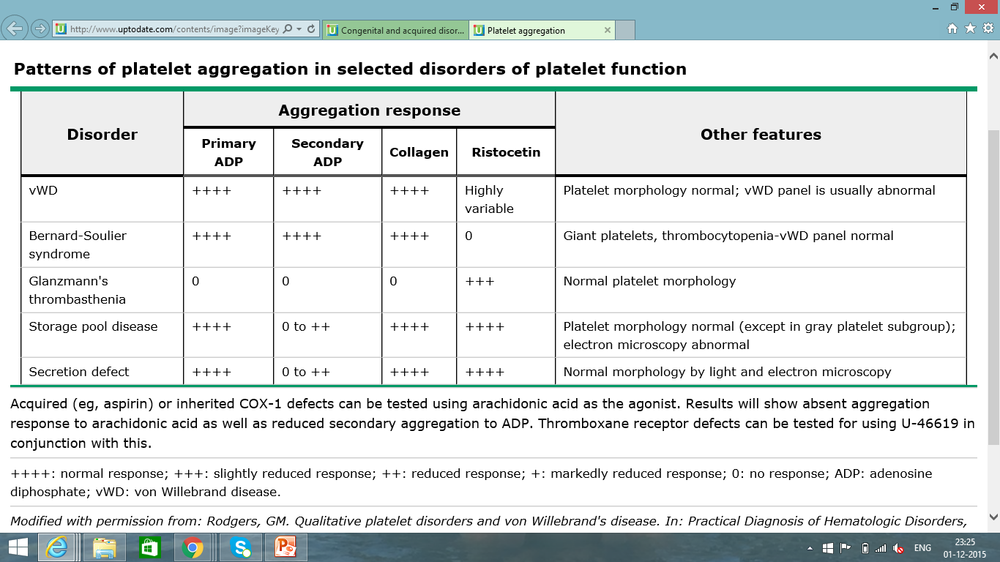 http://www.uptodate.com/contents/image?imageKey
Congenital and acquired disor...
Platelet aggregation
Patterns of platelet aggregation in selected disorders of platelet function
Disorder
Aggregation response
Other features
Primary ADP
Secondary ADP
Collagen
Ristocetin
vWD ++++ ++++ ++++ Highly variable Platelet morphology normal; vWD panel is usually abnormal
Bernard-Soulier syndrome ++++ ++++ ++++ 0 Giant platelets, thrombocytopenia-vWD panel normal
Glanzmann's thrombasthenia 0 0 0 +++ Normal platelet morphology
Storage pool disease ++++ 0 to ++ ++++ ++++ Platelet morphology normal (except in gray platelet subgroup); electron microscopy abnormal
Secretion defect ++++ 0 to ++ ++++ ++++ Normal morphology by light and electron microscopy
Acquired (eg, aspirin) or inherited COX-1 defects can be tested using arachidonic acid as the agonist. Results will show absent aggregation
response to arachidonic acid as well as reduced secondary aggregation to ADP. Thromboxane receptor defects can be tested for using U-46619 in
conjunction with this.
++++: normal response; +++: slightly reduced response; ++: reduced response; +: markedly reduced response; 0: no response; ADP: adenosine
diphosphate; vWD: von Willebrand disease.
Modified with permission from: Rodgers, GM. Qualitative platelet disorders and von Willebrand's disease. In: Practical Diagnosis of Hematologic Disorders,
ENG
23:25
01-12-2015